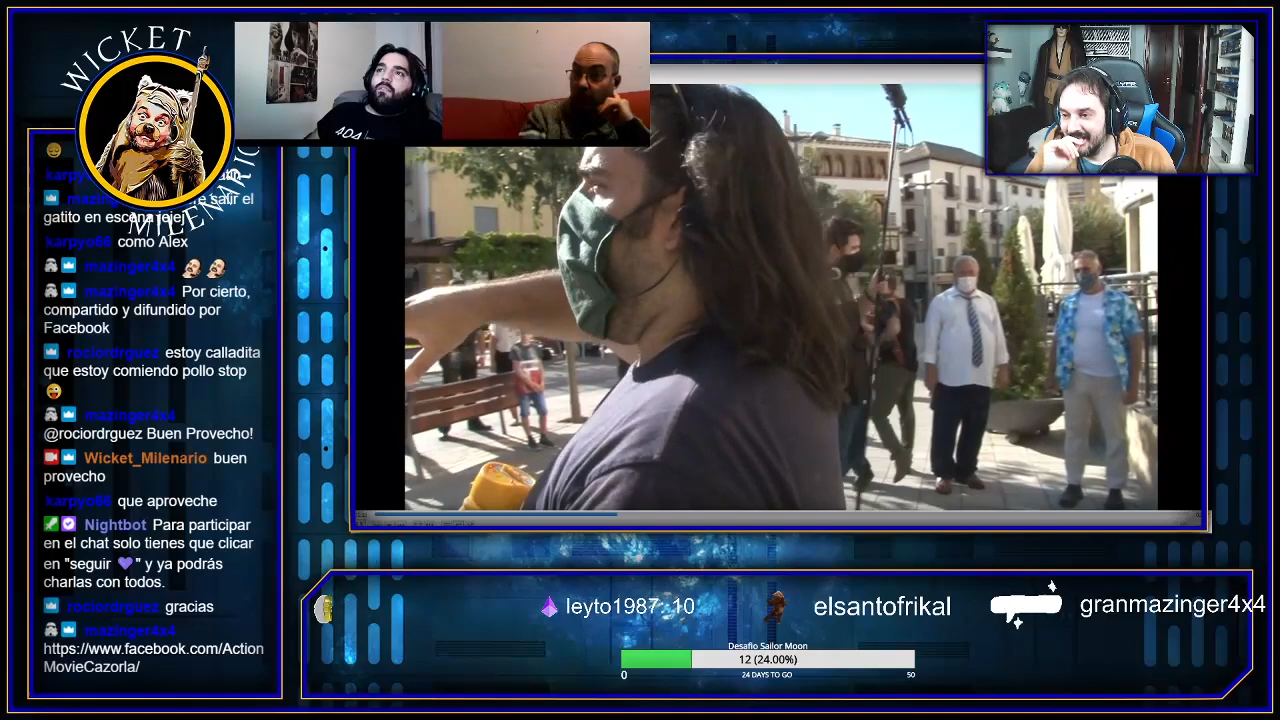 WICKET
MILENARIO
404
karpyo66
mazinger4x4
salir el
gatito en escena jejej
karpyo66 como Alex
mazinger4x4
mazinger4x4 Por cierto,
compartido y difundido por
Facebook
rociordrguez estoy calladita
que estoy comiendo pollo stop
mazinger4x4
@rociordrguez Buen Provecho!
Wicket_Milenario buen
provecho
karpyo66 que aproveche
Nightbot Para participar
en el chat solo tienes que clicar
en "seguir 💜" y ya podrás
charlas con todos.
rociordrguez gracias
mazinger4x4
https://www.facebook.com/Action
MovieCazorla/
leyto1987: 10
elsantofrikal
granmazinger4x4
Desafio Sailor Moon
12 (24.00%)
0
24 DAYS TO GO
50